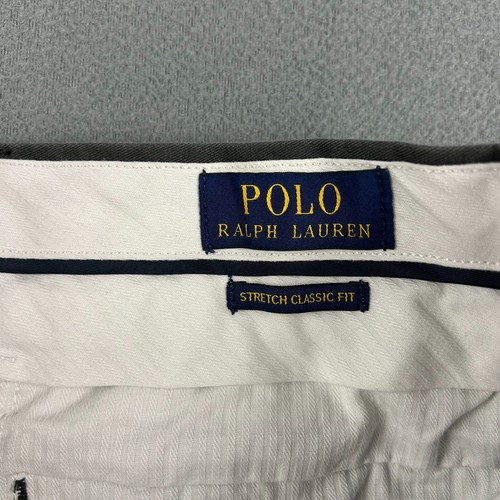 POLO
RALPH LAUREN
STRETCH CLASSIC FIT